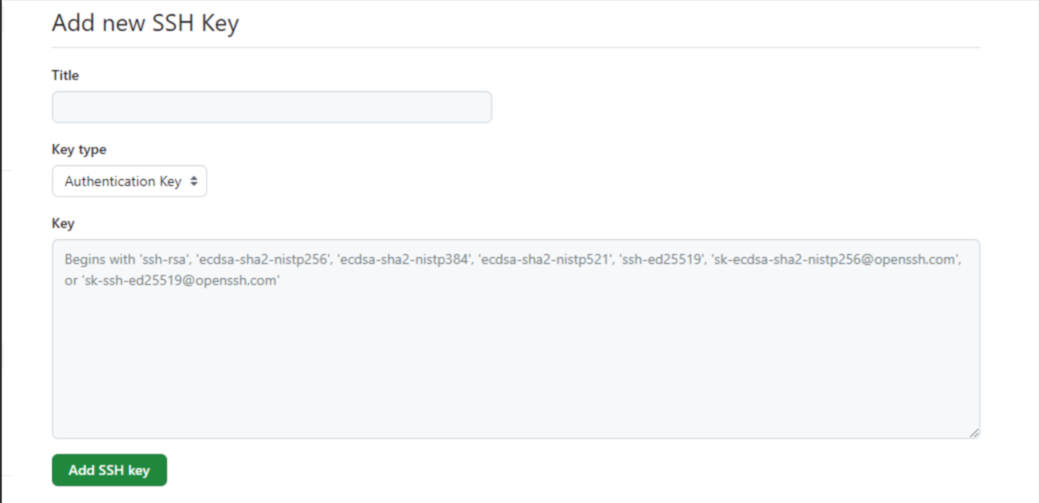 Add new SSH Key
Title
Key type
Authentication Key
Key
Begins with 'ssh-rsa', 'ecdsa-sha2-nistp256', 'ecdsa-sha2-nistp384', 'ecdsa-sha2-nistp521', 'ssh-ed25519', 'sk-ecdsa-sha2-nistp256@openssh.com',
or 'sk-ssh-ed25519@openssh.com'
Add SSH key